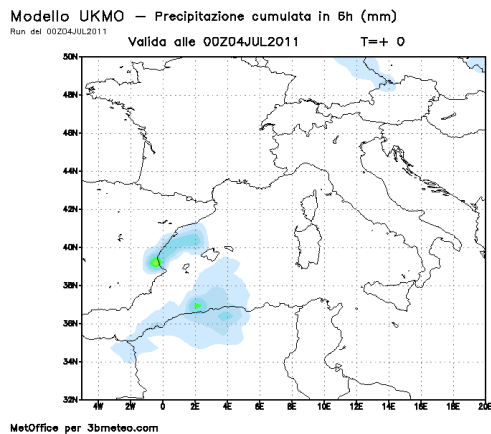 Modello UKMO – Precipitazione cumulata in 6h (mm)
Run del 00Z04JUL2011
Valida alle 00Z04JUL2011 T=+ 0
50N
48N
46N
44N
42N
40N
38N
36N
34N
32N
4W 2W 0 2E 4E 6E 8E 10E 12E 14E 16E 18E 20E
MetOffice per 3bmeteo.com